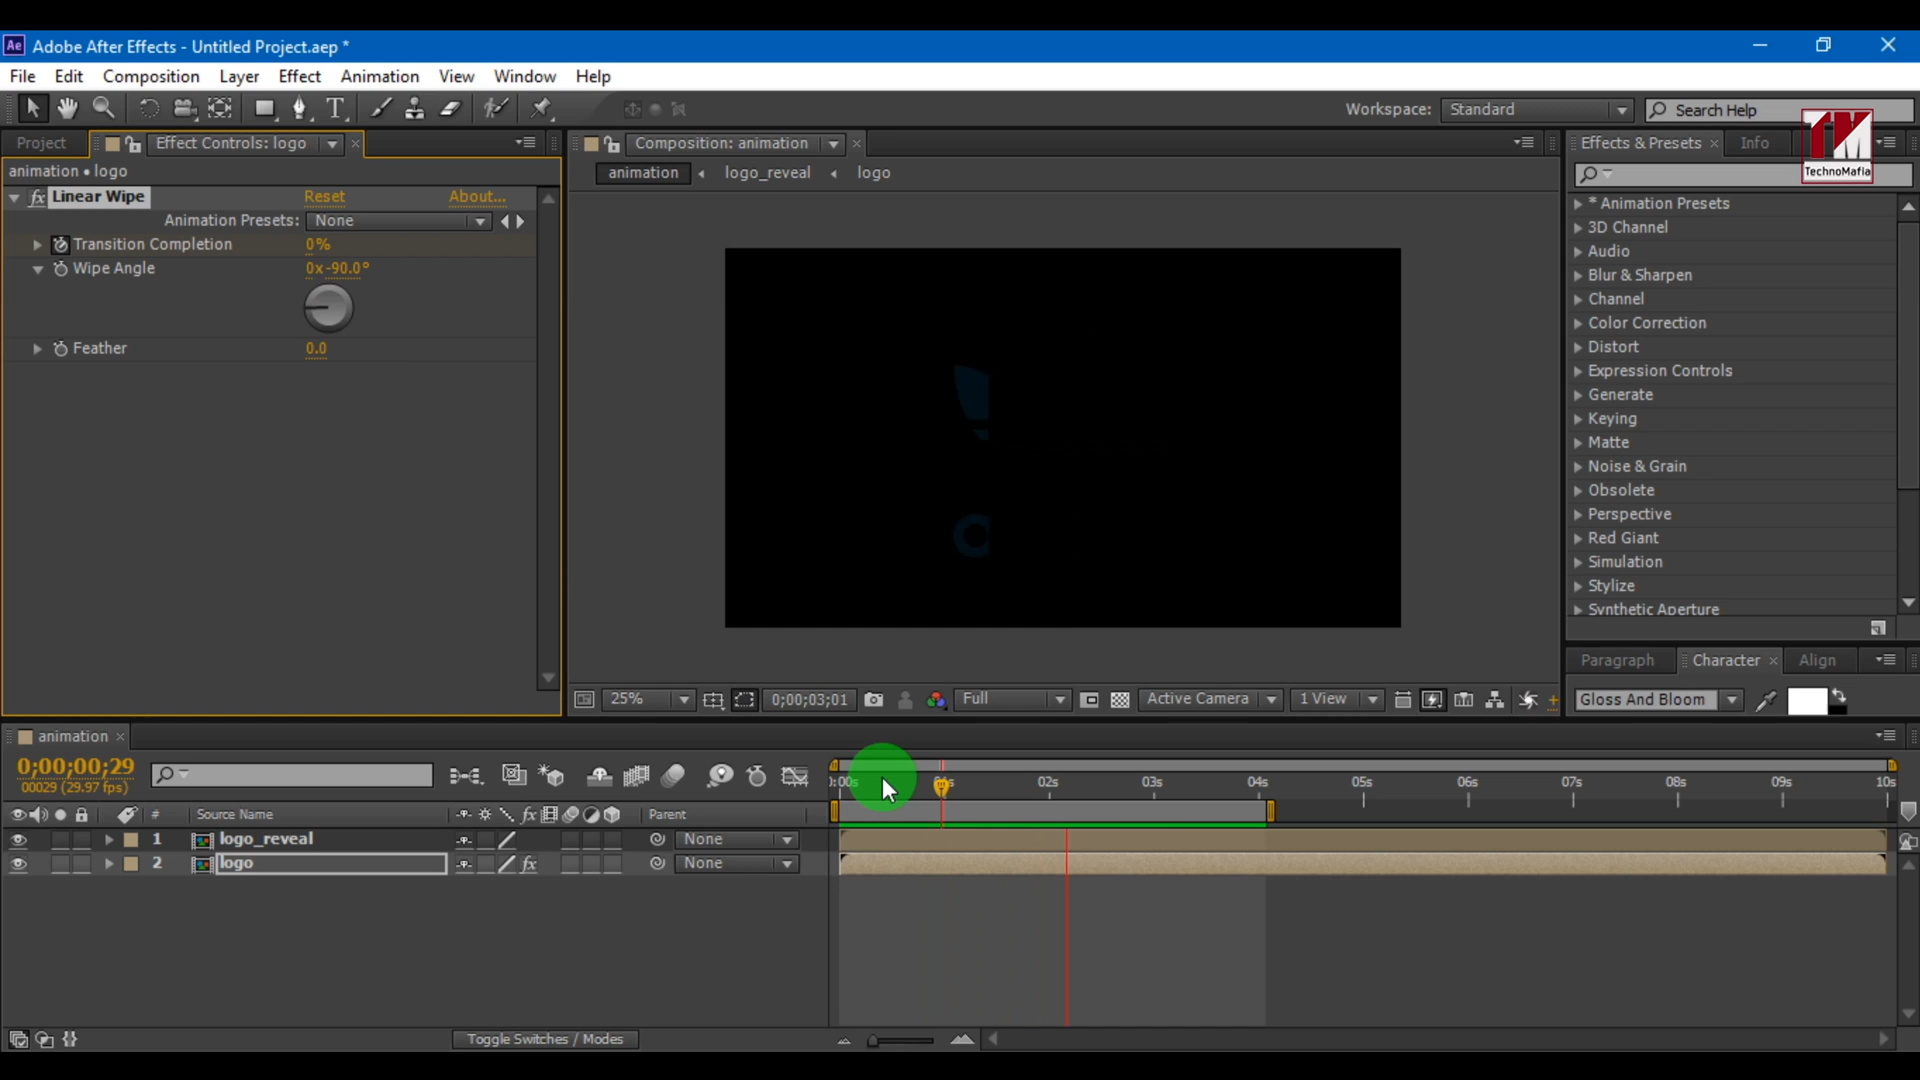 Ae Adobe After Effects - Untitled Project.aep *
File Edit Composition Layer Effect Animation View Window Help
T Workspace: Standard Search Help
TM
TechnoMafia
Project Effect Controls: logo
animation • logo
fx Linear Wipe Reset About...
Animation Presets: None
Transition Completion 0%
Wipe Angle 0x-90.0°
Feather 0.0
Composition: animation
animation logo_reveal logo
25% 0;00;03;01 Full Active Camera 1 View
Effects & Presets Info
* Animation Presets
3D Channel
Audio
Blur & Sharpen
Channel
Color Correction
Distort
Expression Controls
Generate
Keying
Matte
Noise & Grain
Obsolete
Perspective
Red Giant
Simulation
Stylize
Synthetic Aperture
Paragraph Character Align
Gloss And Bloom
animation
0;00;00;29
00029 (29.97 fps)
02s 03s 04s 05s 06s 07s 08s 09s 10s
# Source Name fx Parent
1 logo_reveal None
2 logo fx None
Toggle Switches / Modes